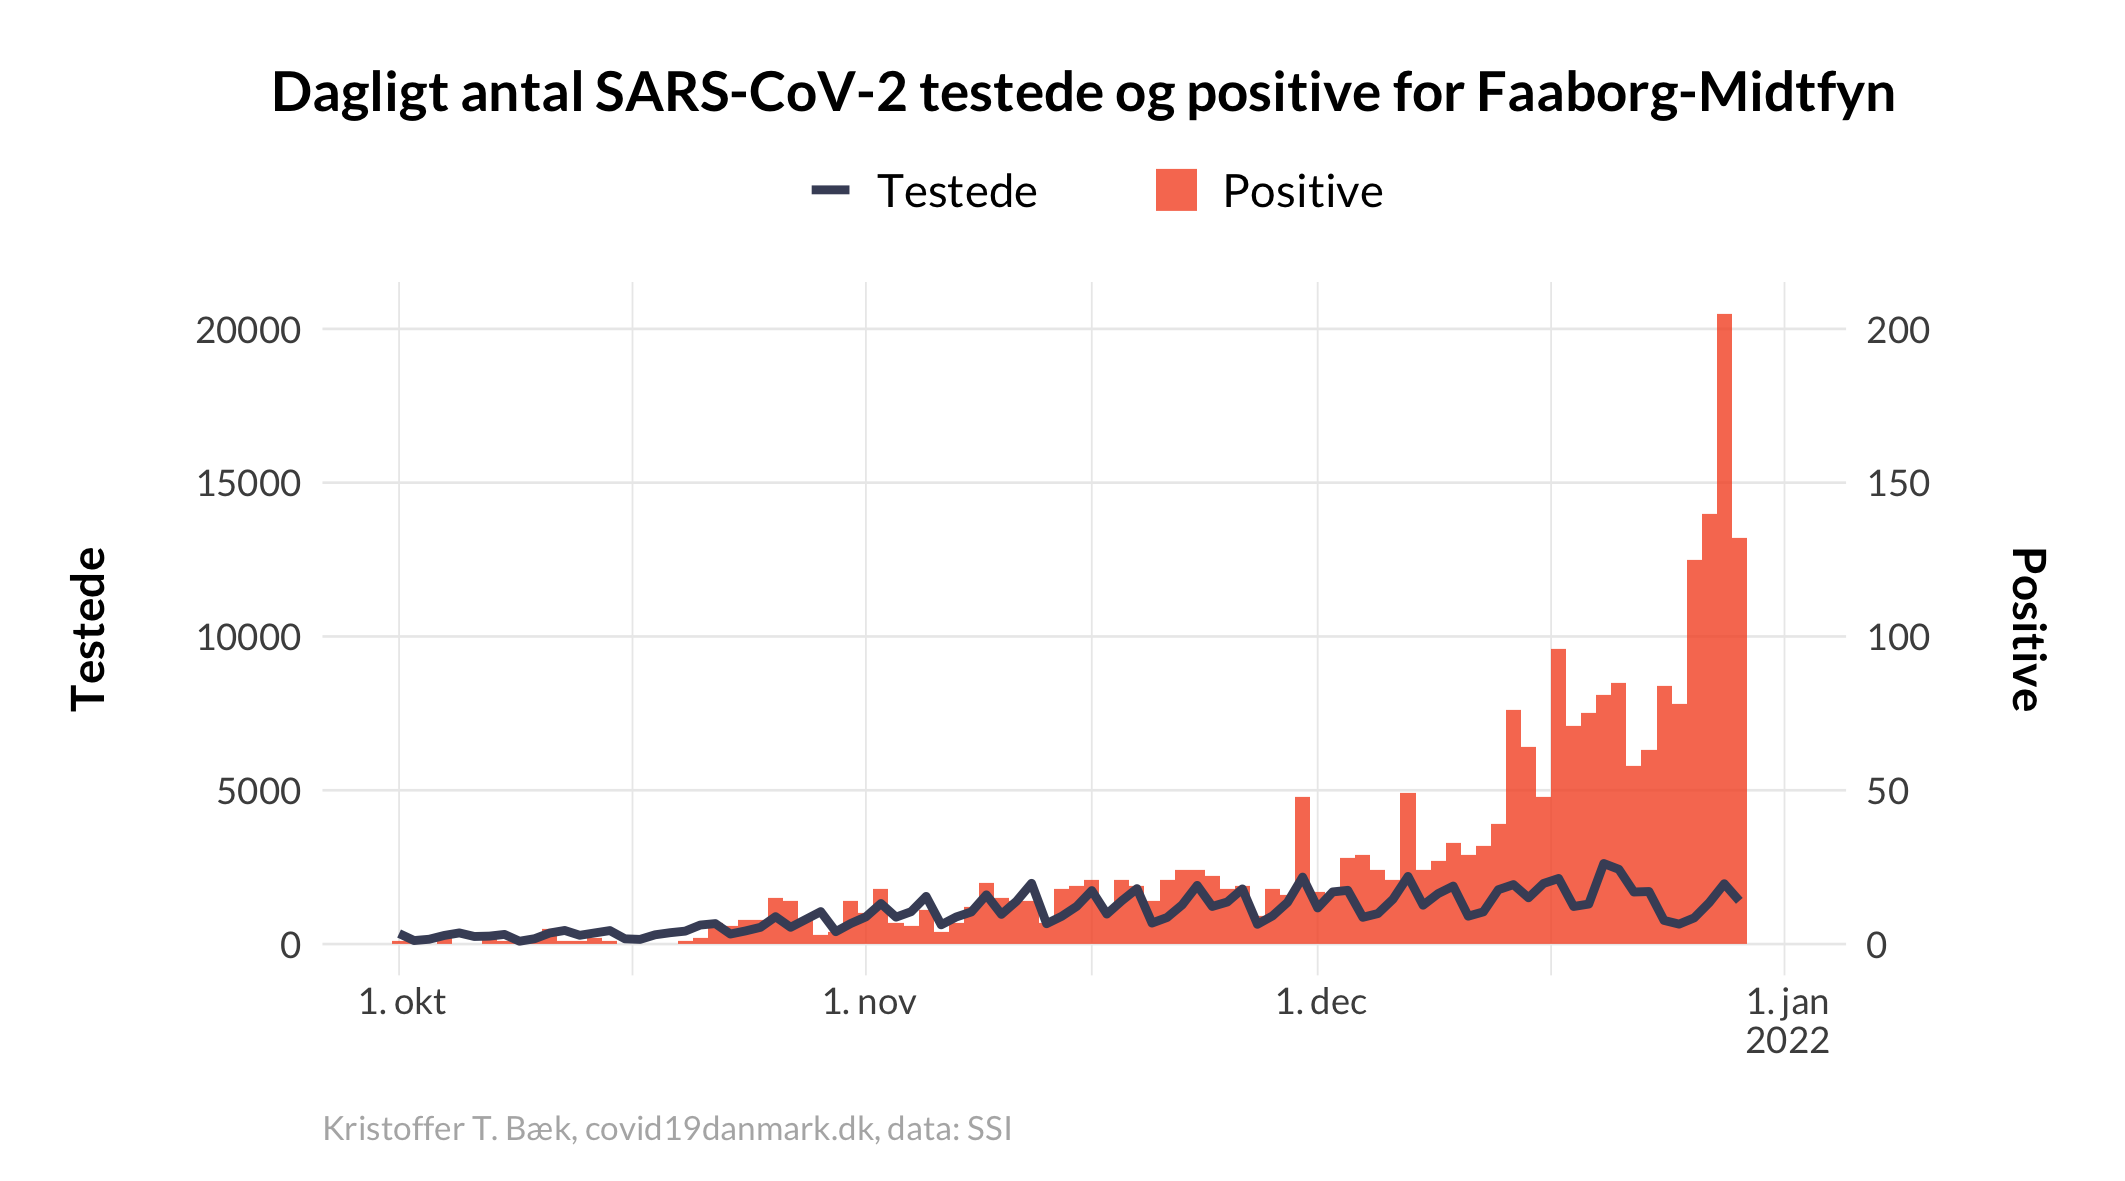 Dagligt antal SARS-CoV-2 testede og positive for Faaborg-Midtfyn
Testede
Positive
20000
15000
10000
5000
0
Testede
200
150
100
50
0
Positive
1. okt
1. nov
1. dec
1. jan
2022
Kristoffer T. Bæk, covid19danmark.dk, data: SSI